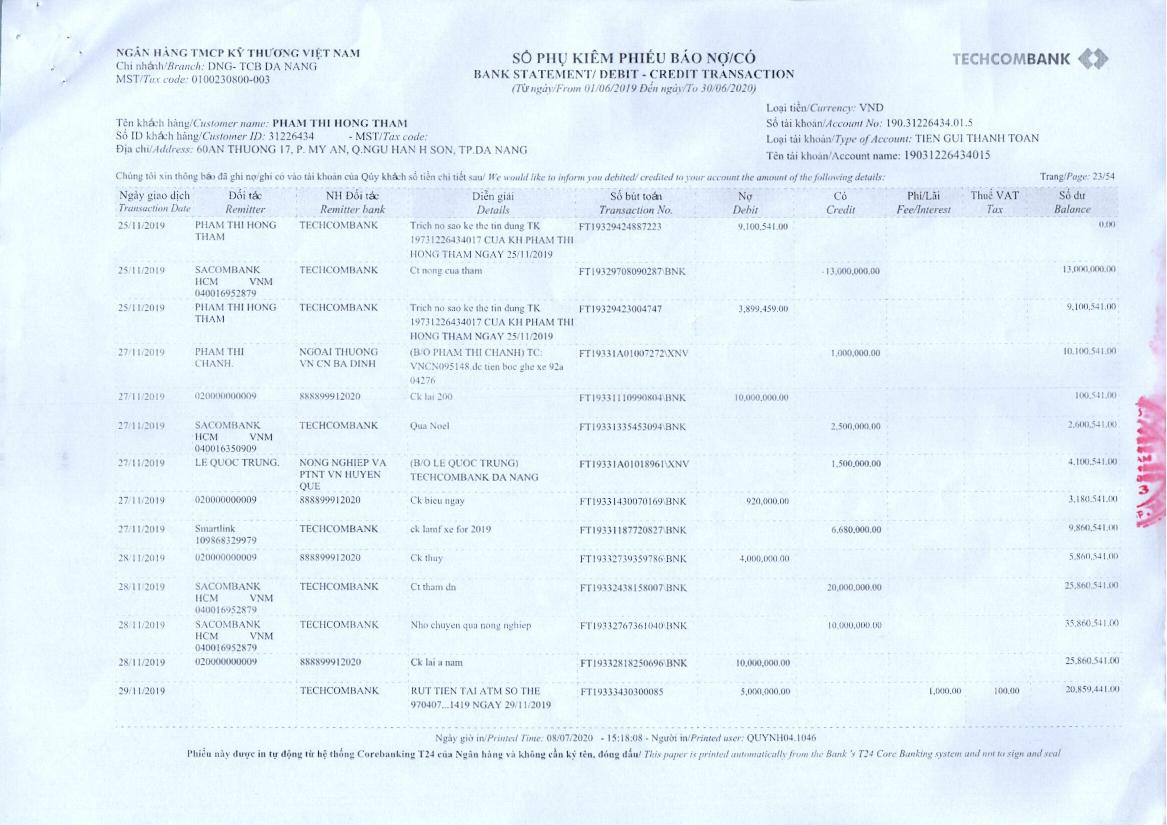 NGÂN HÀNG TMCP KỸ THƯƠNG VIỆT NAM
Chi nhánh/Branch: DNG- TCB DA NANG
MST/Tax code: 0100230800-003
SỔ PHỤ KIÊM PHIẾU BÁO NỢ/CÓ
BANK STATEMENT/ DEBIT - CREDIT TRANSACTION
(Từ ngày/From 01/06/2019 Đến ngày/To 30/06/2020)
TECHCOMBANK
Loại tiền/Currency: VND
Số tài khoản/Account No: 190.31226434.01.5
Loại tài khoản/Type of Account: TIEN GUI THANH TOAN
Tên tài khoản/Account name: 19031226434015
Tên khách hàng/Customer name: PHAM THI HONG THAM
Số ID khách hàng/Customer ID: 31226434 - MST/Tax code:
Địa chỉ/Address: 60AN THUONG 17, P. MY AN, Q.NGU HAN H SON, TP.DA NANG
Chúng tôi xin thông báo đã ghi nợ/ghi có vào tài khoản của Qúy khách số tiền chi tiết sau/ We would like to inform you debited/ credited to your account the amount of the following details:
Trang/Page: 23/54
Ngày giao dịch Đối tác NH Đối tác Diễn giải Số bút toán Nợ Có Phí/Lãi Thuế VAT Số dư
Transaction Date Remitter Remitter bank Details Transaction No. Debit Credit Fee/Interest Tax Balance
25/11/2019 PHAM THI HONG TECHCOMBANK Trich no sao ke the tin dung TK FT19329424887223 9,100,541.00 0.00
THAM 19731226434017 CUA KH PHAM THI
HONG THAM NGAY 25/11/2019
25/11/2019 SACOMBANK TECHCOMBANK Ct nong cua tham FT19329708090287\BNK 13,000,000.00 13,000,000.00
HCM VNM
040016952879
25/11/2019 PHAM THI HONG TECHCOMBANK Trich no sao ke the tin dung TK FT19329423004747 3,899,459.00 9,100,541.00
THAM 19731226434017 CUA KH PHAM THI
HONG THAM NGAY 25/11/2019
27/11/2019 PHAM THI NGOAI THUONG (B/O PHAM THI CHANH) TC: FT19331A01007272\XNV 1,000,000.00 10,100,541.00
CHANH. VN CN BA DINH VNCN095148.dc tien boc ghe xe 92a
04276
27/11/2019 020000000009 888899912020 Ck lai 200 FT19331110990804\BNK 10,000,000.00 100,541.00
27/11/2019 SACOMBANK TECHCOMBANK Qua Noel FT19331335453094\BNK 2,500,000.00 2,600,541.00
HCM VNM
040016350909
27/11/2019 LE QUOC TRUNG. NONG NGHIEP VA (B/O LE QUOC TRUNG) FT19331A01018961\XNV 1,500,000.00 4,100,541.00
PTNT VN HUYEN TECHCOMBANK DA NANG
QUE
27/11/2019 020000000009 888899912020 Ck bieu ngay FT19331430070169\BNK 920,000.00 3,180,541.00
27/11/2019 Smartlink TECHCOMBANK ck lamf xe for 2019 FT19331187720827\BNK 6,680,000.00 9,860,541.00
109868329979
28/11/2019 020000000009 888899912020 Ck thuy FT19332739359786\BNK 4,000,000.00 5,860,541.00
28/11/2019 SACOMBANK TECHCOMBANK Ct tham dn FT19332438158007\BNK 20,000,000.00 25,860,541.00
HCM VNM
040016952879
28/11/2019 SACOMBANK TECHCOMBANK Nho chuyen qua nong nghiep FT19332767361040\BNK 10,000,000.00 35,860,541.00
HCM VNM
040016952879
28/11/2019 020000000009 888899912020 Ck lai a nam FT19332818250696\BNK 10,000,000.00 25,860,541.00
29/11/2019 TECHCOMBANK RUT TIEN TAI ATM SO THE FT19333430300085 5,000,000.00 1,000.00 100.00 20,859,441.00
970407...1419 NGAY 29/11/2019
Ngày giờ in/Printed Time: 08/07/2020 - 15:18:08 - Người in/Printed user: QUYNH04.1046
Phiếu này được in tự động từ hệ thống Corebanking T24 của Ngân hàng và không cần ký tên, đóng dấu/ This paper is printed automatically from the Bank 's T24 Core Banking system and not to sign and seal